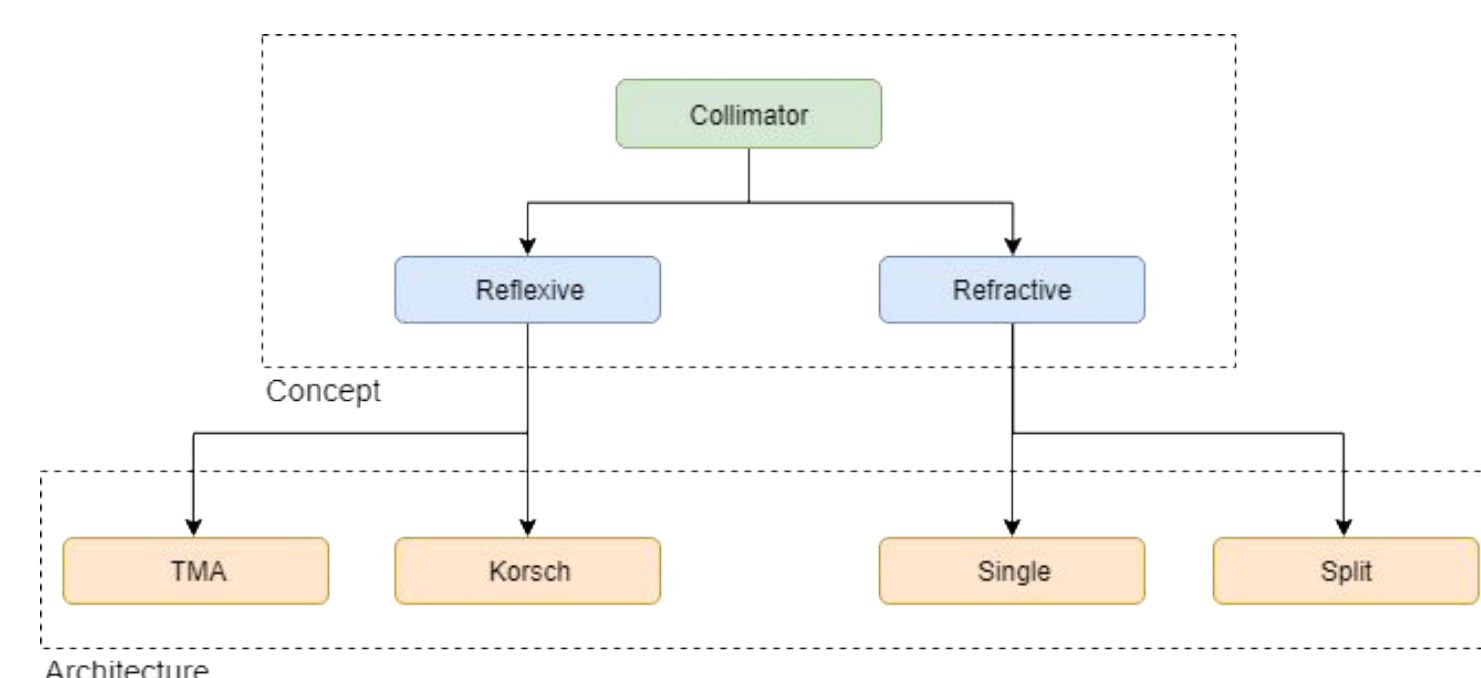 Collimator
Reflexive
Refractive
Concept
TMA
Korsch
Single
Split
Architecture